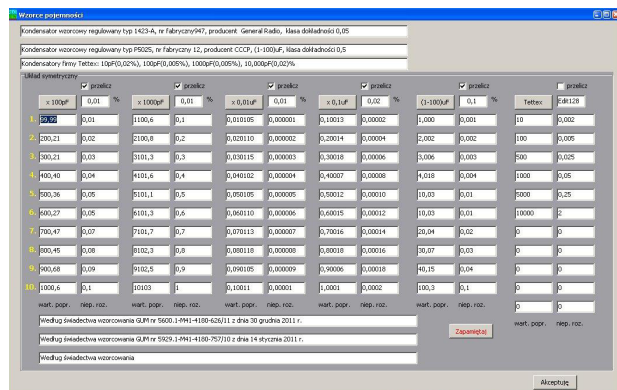 Wzorce pojemności
Kondensator wzorcowy regulowany typ 1423-A, nr fabryczny947, producent General Radio, klasa dokładności 0,05
Kondensator wzorcowy regulowany typ P5025, nr fabryczny 12, producent CCCP, (1-100)uF, klasa dokładności 0,5
Kondensatory firmy Tettex: 10pF(0,02%), 100pF(0,005%), 1000pF(0,005%), 10,000pF(0,02)%
Układ symetryczny
przelicz przelicz przelicz przelicz przelicz przelicz
x 100pF 0,01 % x 1000pF 0,01 % x 0,01uF 0,01 % x 0,1uF 0,02 % (1-100)uF 0,1 % Tettex Edit128
1. 99,99 0,01 1100,6 0,1 0,010105 0,000001 0,10013 0,00002 1,000 0,001 10 0,002
2. 200,21 0,02 2100,8 0,2 0,020110 0,000002 0,20014 0,00004 2,002 0,002 100 0,005
3. 300,21 0,03 3101,3 0,3 0,030115 0,000003 0,30018 0,00006 3,006 0,003 500 0,025
4. 400,40 0,04 4101,6 0,4 0,040102 0,000004 0,40007 0,00008 4,018 0,004 1000 0,05
5. 500,36 0,05 5101,1 0,5 0,050105 0,000005 0,50012 0,00010 10,03 0,01 5000 0,25
6. 600,27 0,05 6101,3 0,6 0,060110 0,000006 0,60015 0,00012 10,03 0,01 10000 2
7. 700,47 0,07 7101,7 0,7 0,070113 0,000007 0,70016 0,00014 20,04 0,02 0 0
8. 800,45 0,08 8102,3 0,8 0,080118 0,000008 0,80018 0,00016 30,07 0,03 0 0
9. 900,68 0,09 9102,5 0,9 0,090105 0,000009 0,90006 0,00018 40,15 0,04 0 0
10. 1000,6 0,1 10103 1 0,10011 0,00001 1,0001 0,0002 100,3 0,1 0 0
wart. popr. niep. roz. wart. popr. niep. roz. wart. popr. niep. roz. wart. popr. niep. roz. wart. popr. niep. roz. 0 0
Według świadectwa wzorcowania GUM nr 5600.1-M41-4180-626/11 z dnia 30 grudnia 2011 r.
wart. popr. niep. roz.
Według świadectwa wzorcowania GUM nr 5929.1-M41-4180-757/10 z dnia 14 stycznia 2011 r.
Zapamiętaj
Według świadectwa wzorcowania
Akceptuję